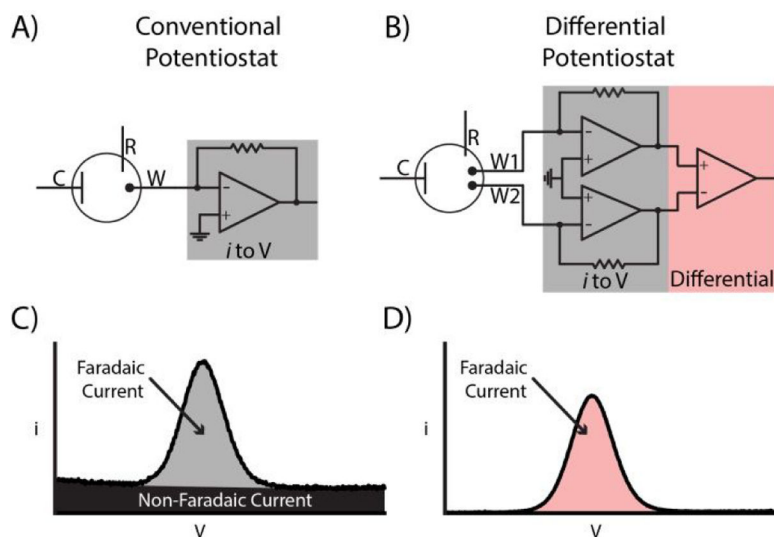 A)
Conventional
Potentiostat
B)
Differential
Potentiostat
R
C
W
-
+
i to V
R
C
W1
W2
-
+
+
-
+
-
i to V
Differential
C)
Faradaic
Current
i
Non-Faradaic Current
V
D)
Faradaic
Current
i
V